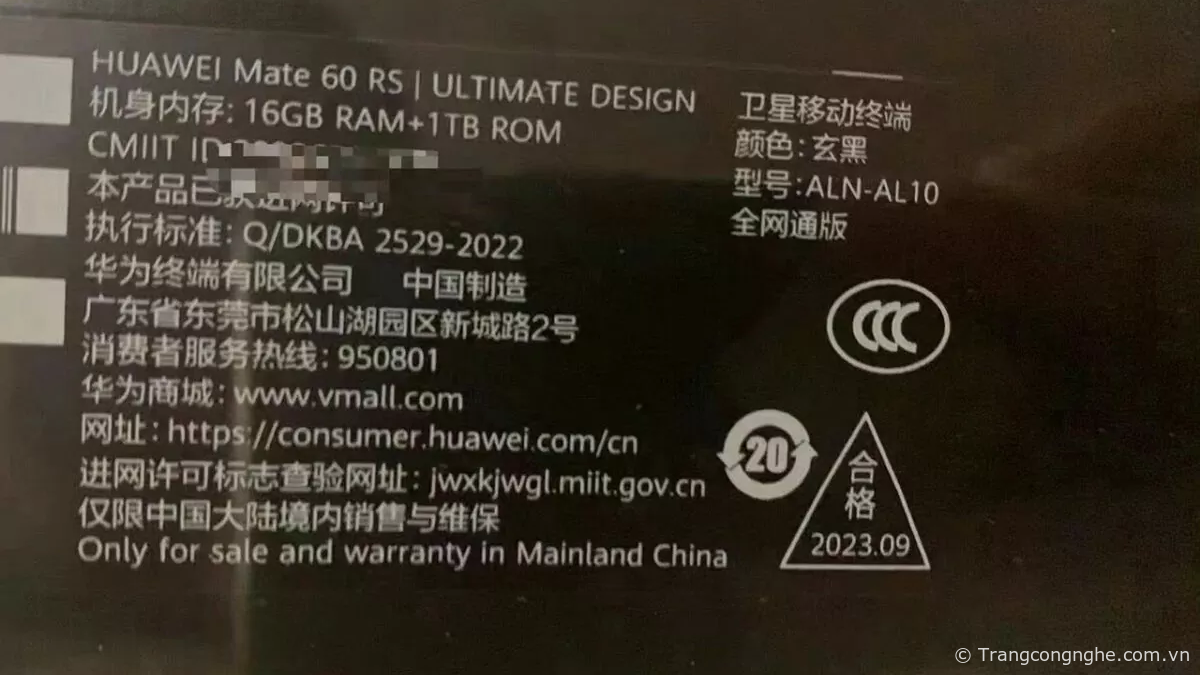 HUAWEI Mate 60 RS | ULTIMATE DESIGN
机身内存: 16GB RAM+1TB ROM
CMIIT ID
本产品已获进网许可
执行标准: Q/DKBA 2529-2022
华为终端有限公司 中国制造
广东省东莞市松山湖园区新城路2号
消费者服务热线: 950801
华为商城: www.vmall.com
网址: https://consumer.huawei.com/cn
进网许可标志查验网址: jwxkjwgl.miit.gov.cn
仅限中国大陆境内销售与维保
Only for sale and warranty in Mainland China
卫星移动终端
颜色: 玄黑
型号: ALN-AL10
全网通版
CCC
20
合格
2023.09
© Trangcongnghe.com.vn